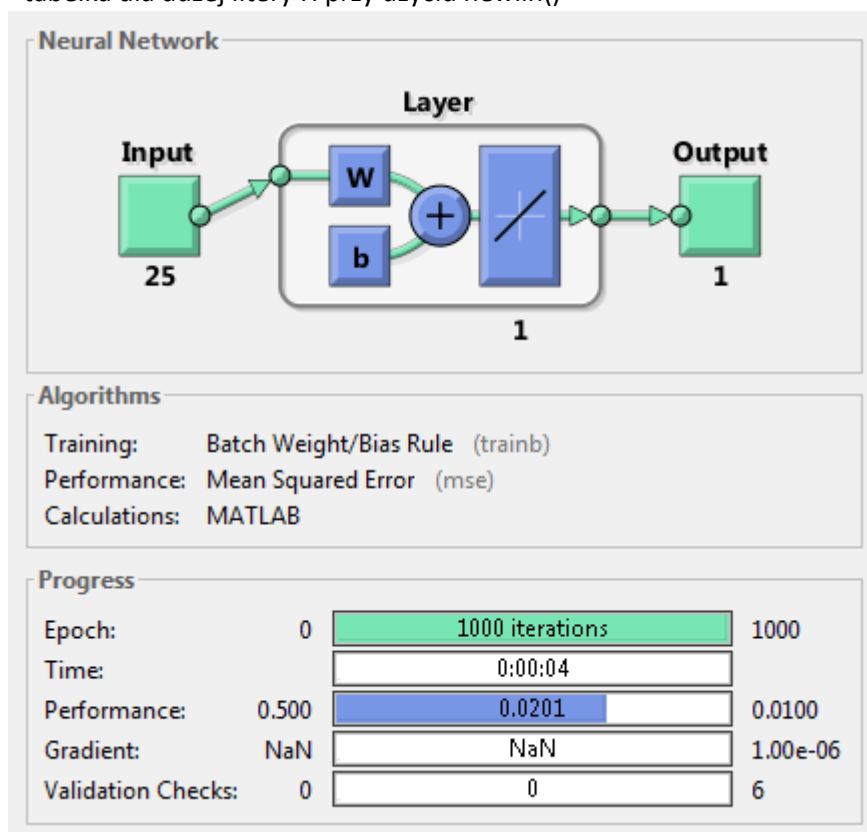 Neural Network
Layer
Input
Output
W
b
25
1
1
Algorithms
Training: Batch Weight/Bias Rule (trainb)
Performance: Mean Squared Error (mse)
Calculations: MATLAB
Progress
Epoch: 0 1000 iterations 1000
Time: 0:00:04
Performance: 0.500 0.0201 0.0100
Gradient: NaN NaN 1.00e-06
Validation Checks: 0 0 6